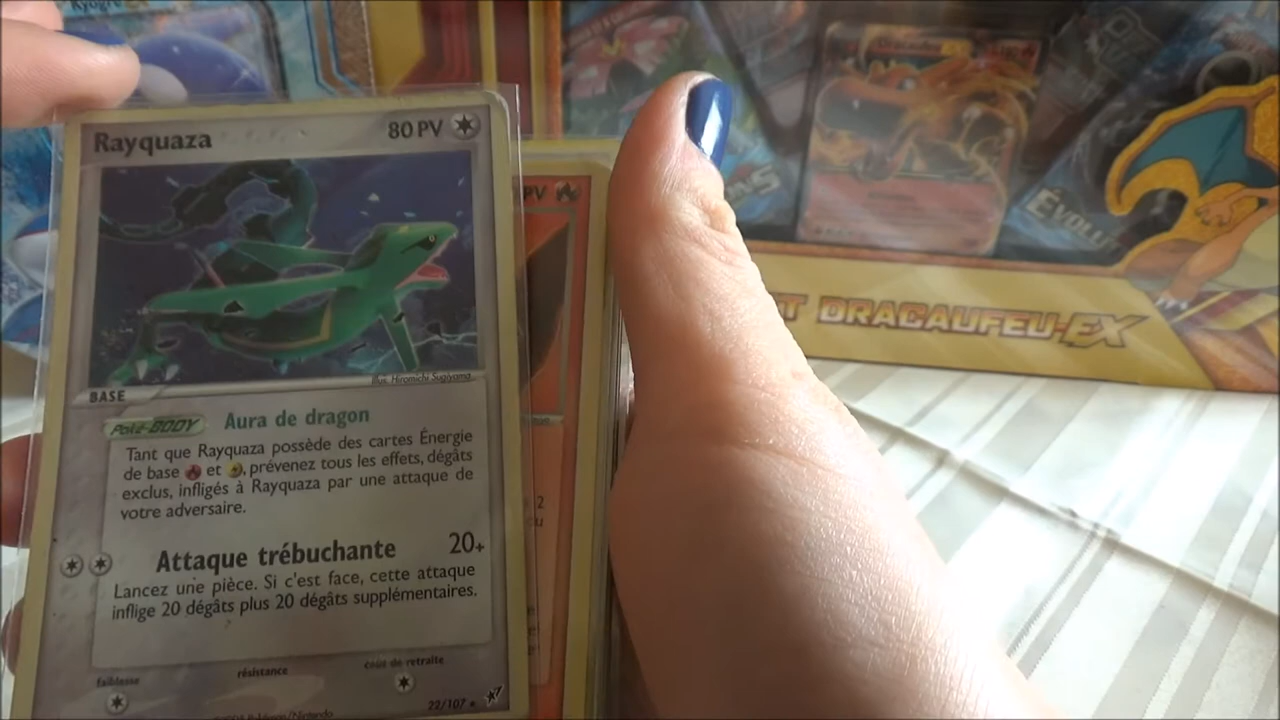 Kyogre
Rayquaza
80 PV
Illus. Hiromichi Sugiyama
BASE
Poké-BODY Aura de dragon
Tant que Rayquaza possède des cartes Énergie
de base et , prévenez tous les effets, dégâts
exclus, infligés à Rayquaza par une attaque de
votre adversaire.
Attaque trébuchante 20+
Lancez une pièce. Si c'est face, cette attaque
inflige 20 dégâts plus 20 dégâts supplémentaires.
faiblesse
résistance
coût de retraite
22/107
PV
2
DRACAUFEU-EX